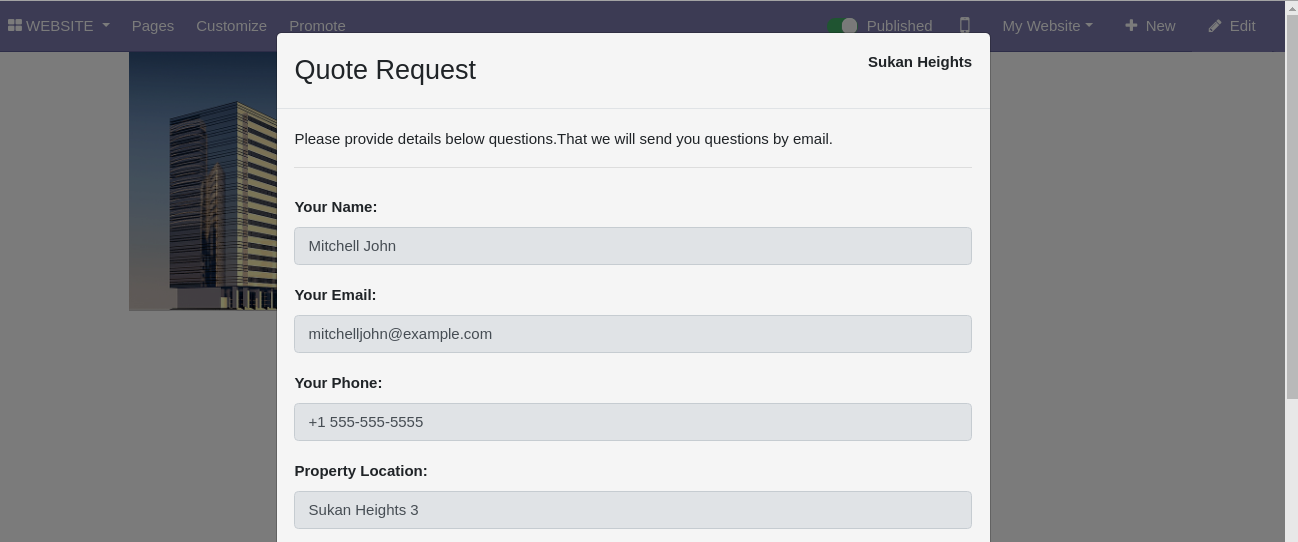 WEBSITE Pages Customize Promote Published My Website New Edit
Quote Request
Sukan Heights
Please provide details below questions.That we will send you questions by email.
Your Name:
Mitchell John
Your Email:
mitchelljohn@example.com
Your Phone:
+1 555-555-5555
Property Location:
Sukan Heights 3